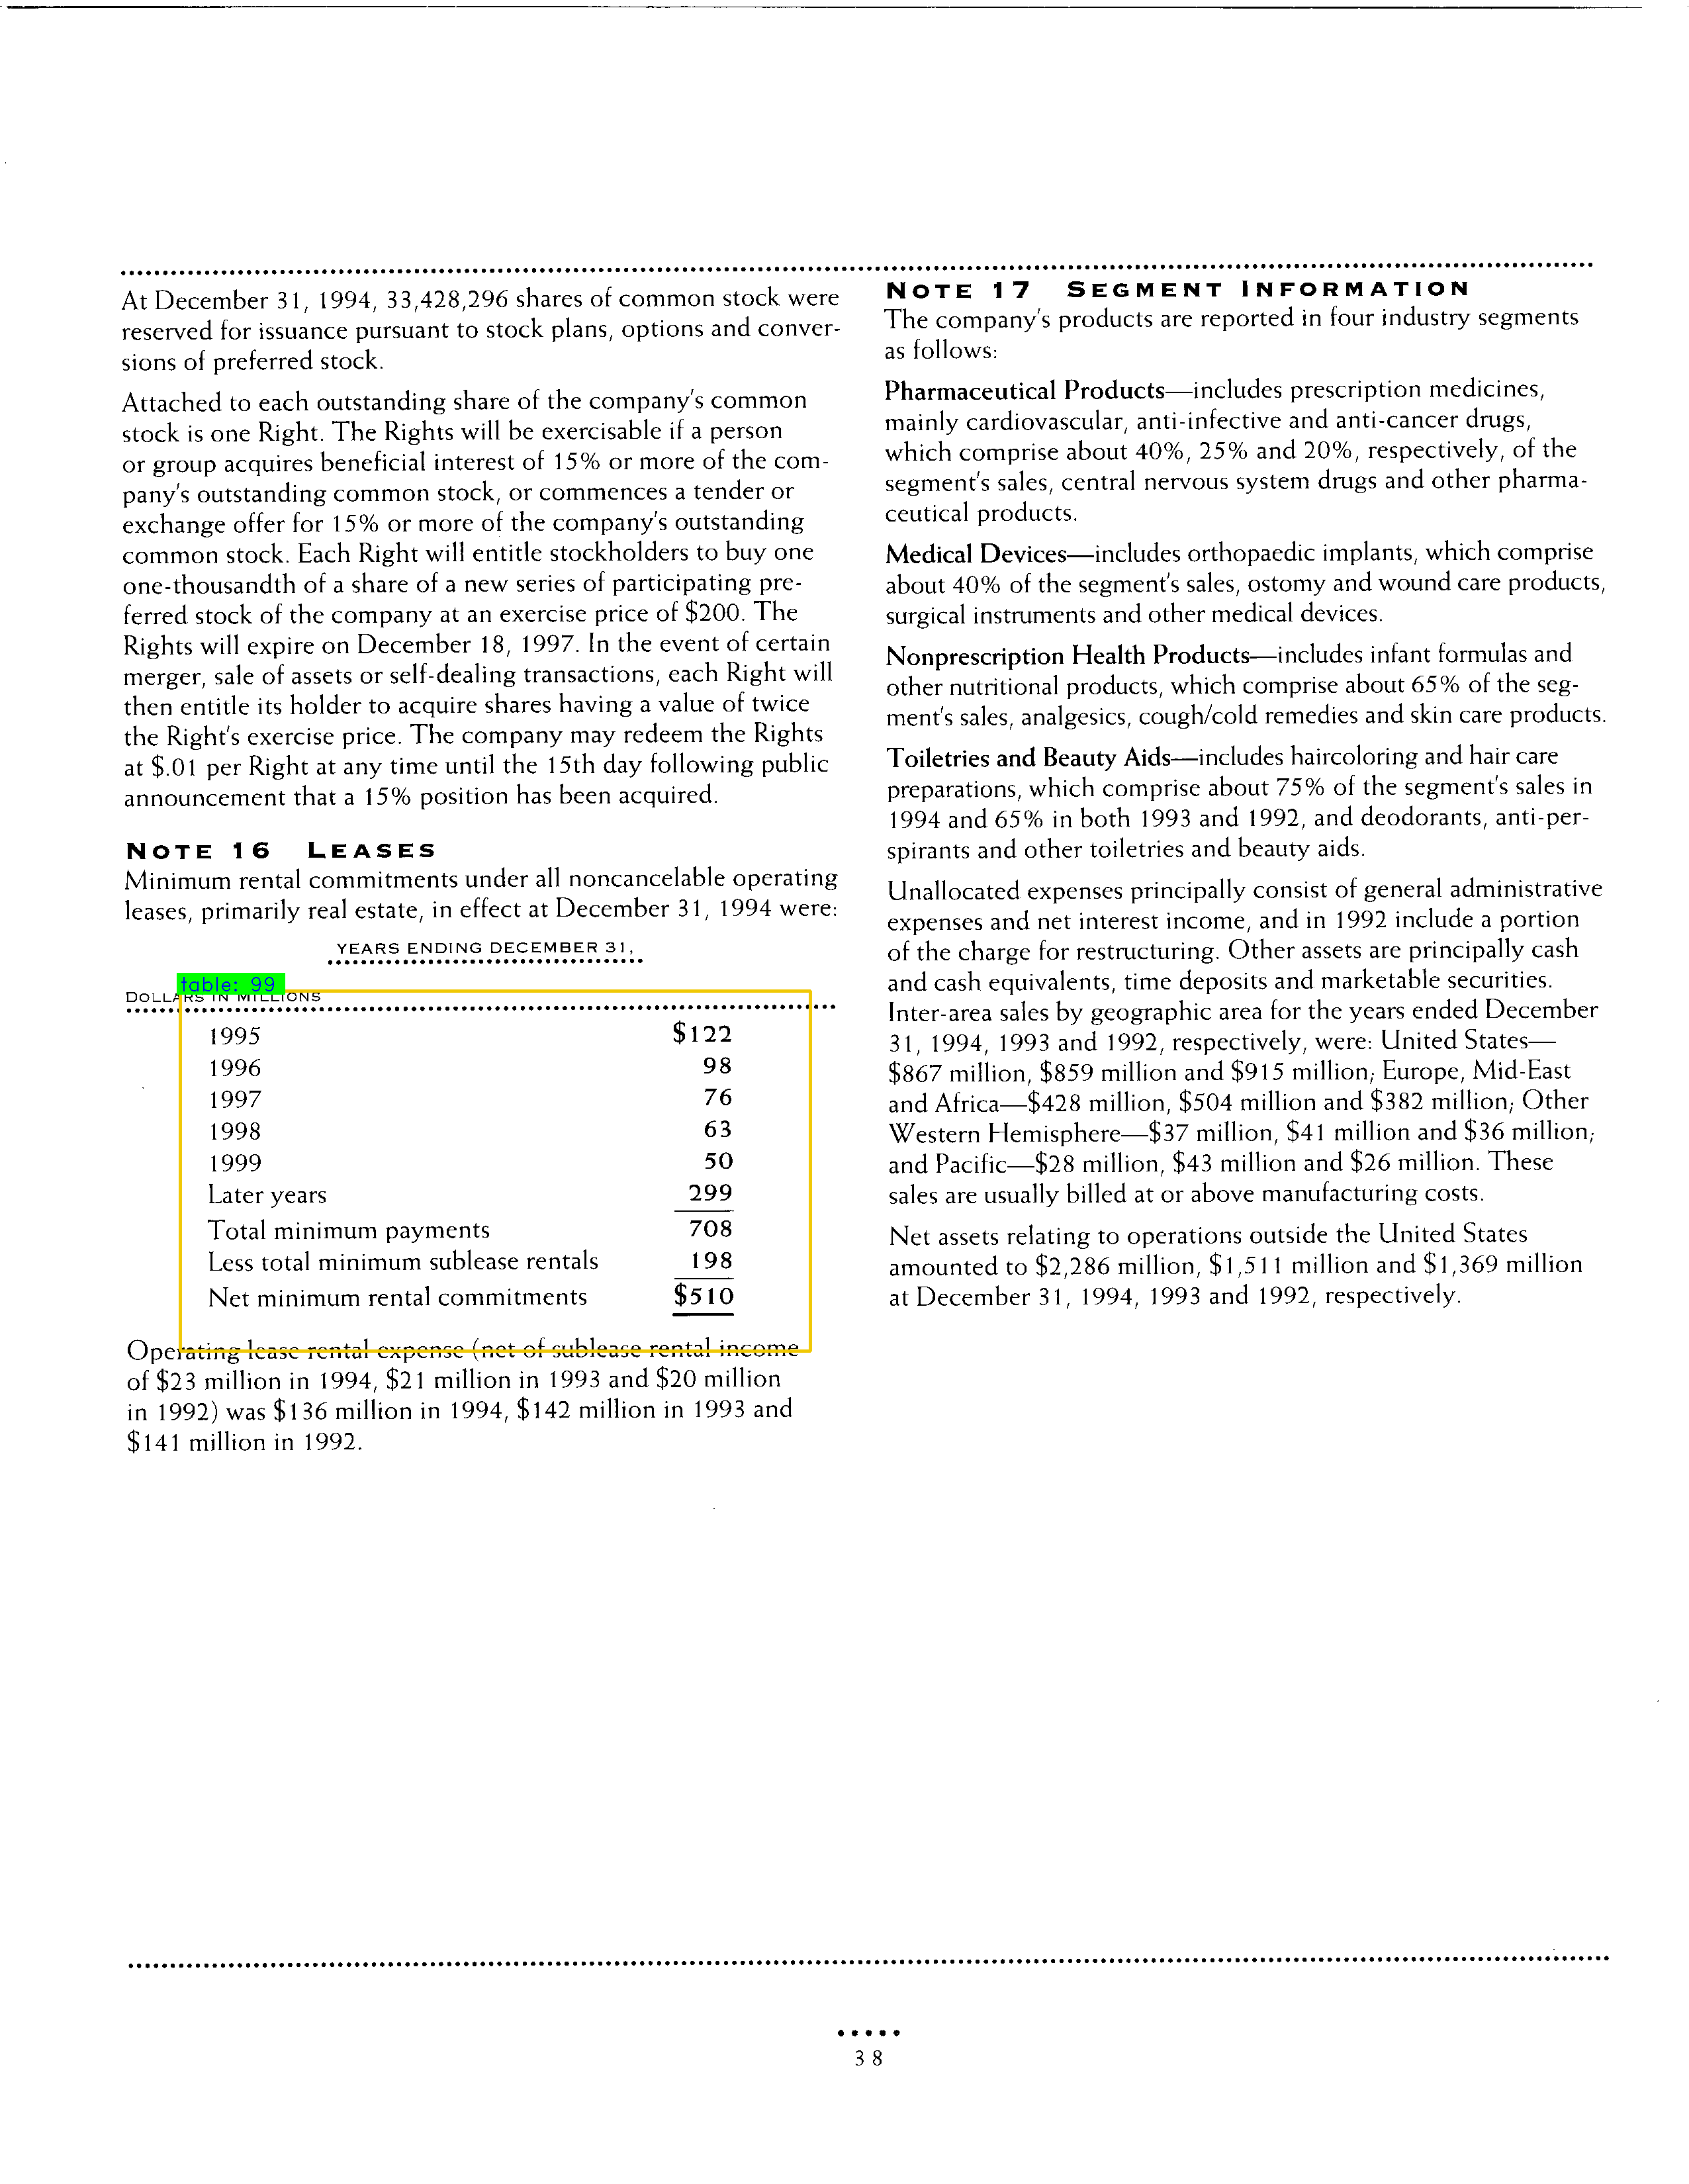 At December 31, 1994, 33,428,296 shares of common stock were
reserved for issuance pursuant to stock plans, options and conver-
sions of preferred stock.
Attached to each outstanding share of the company's common
stock is one Right. The Rights will be exercisable if a person
or group acquires beneficial interest of 15% or more of the com-
pany's outstanding common stock, or commences a tender or
exchange offer for 15% or more of the company's outstanding
common stock. Each Right will entitle stockholders to buy one
one-thousandth of a share of a new series of participating pre-
ferred stock of the company at an exercise price of $200. The
Rights will expire on December 18, 1997. In the event of certain
merger, sale of assets or self-dealing transactions, each Right will
then entitle its holder to acquire shares having a value of twice
the Right's exercise price. The company may redeem the Rights
at $.01 per Right at any time until the 15th day following public
announcement that a 15% position has been acquired.
NOTE 16 LEASES
Minimum rental commitments under all noncancelable operating
leases, primarily real estate, in effect at December 31, 1994 were:
YEARS ENDING DECEMBER 31,
table: 99
DOLLARS IN MILLIONS
1995 $122
1996 98
1997 76
1998 63
1999 50
Later years 299
Total minimum payments 708
Less total minimum sublease rentals 198
Net minimum rental commitments $510
Operating lease rental expense (net of sublease rental income
of $23 million in 1994, $21 million in 1993 and $20 million
in 1992) was $136 million in 1994, $142 million in 1993 and
$141 million in 1992.
NOTE 17 SEGMENT INFORMATION
The company's products are reported in four industry segments
as follows:
Pharmaceutical Products—includes prescription medicines,
mainly cardiovascular, anti-infective and anti-cancer drugs,
which comprise about 40%, 25% and 20%, respectively, of the
segment's sales, central nervous system drugs and other pharma-
ceutical products.
Medical Devices—includes orthopaedic implants, which comprise
about 40% of the segment's sales, ostomy and wound care products,
surgical instruments and other medical devices.
Nonprescription Health Products—includes infant formulas and
other nutritional products, which comprise about 65% of the seg-
ment's sales, analgesics, cough/cold remedies and skin care products.
Toiletries and Beauty Aids—includes haircoloring and hair care
preparations, which comprise about 75% of the segment's sales in
1994 and 65% in both 1993 and 1992, and deodorants, anti-per-
spirants and other toiletries and beauty aids.
Unallocated expenses principally consist of general administrative
expenses and net interest income, and in 1992 include a portion
of the charge for restructuring. Other assets are principally cash
and cash equivalents, time deposits and marketable securities.
Inter-area sales by geographic area for the years ended December
31, 1994, 1993 and 1992, respectively, were: United States—
$867 million, $859 million and $915 million; Europe, Mid-East
and Africa—$428 million, $504 million and $382 million; Other
Western Hemisphere—$37 million, $41 million and $36 million;
and Pacific—$28 million, $43 million and $26 million. These
sales are usually billed at or above manufacturing costs.
Net assets relating to operations outside the United States
amounted to $2,286 million, $1,511 million and $1,369 million
at December 31, 1994, 1993 and 1992, respectively.
38